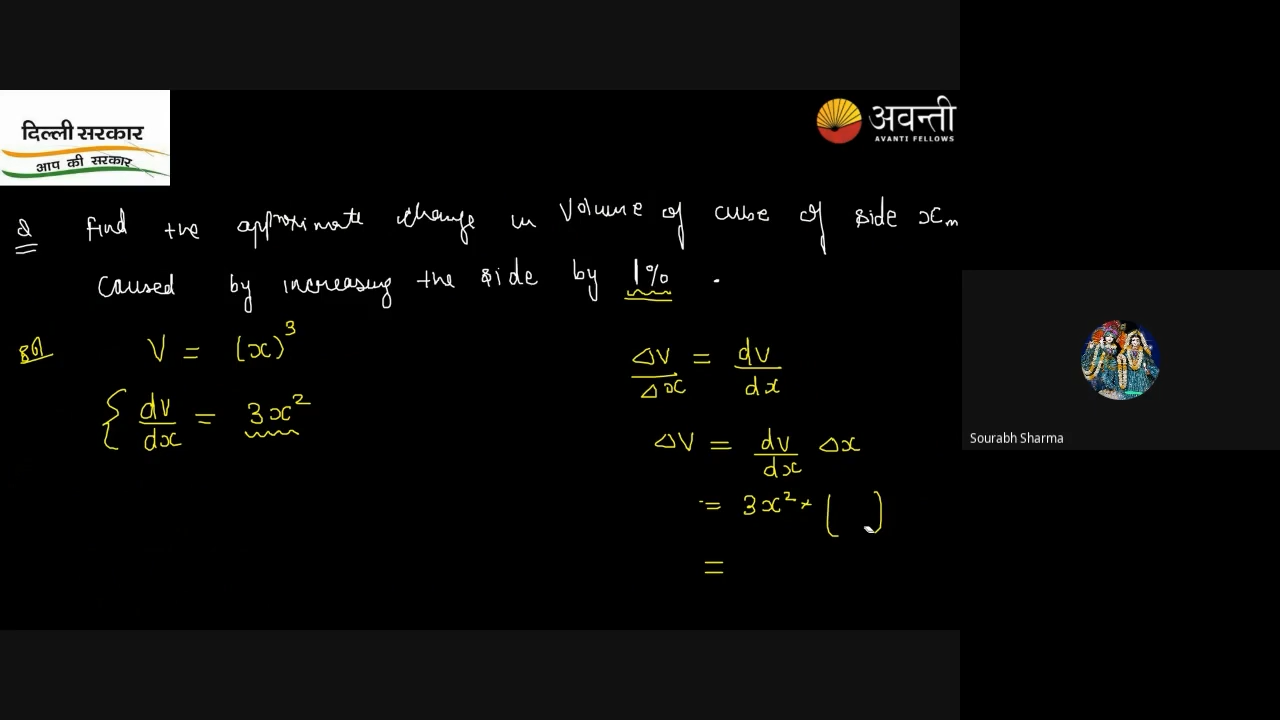 दिल्ली सरकार
आप की सरकार
अवन्ती
AVANTI FELLOWS
Q Find the approximate change in Volume of cube of side xm
caused by increasing the side by 1% .
Sol V = (x)³
{ dV/dx = 3x²
ΔV/Δx = dV/dx
ΔV = dV/dx Δx
= 3x² × ( )
=
Sourabh Sharma